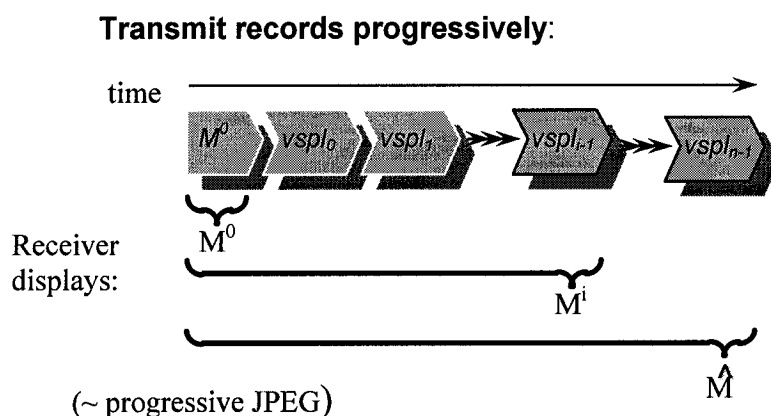 Transmit records progressively:
time
M⁰ vspl₀ vspl₁ vsplᵢ₋₁ vsplₙ₋₁
M⁰
Receiver
displays:
Mⁱ
M̂
(~ progressive JPEG)